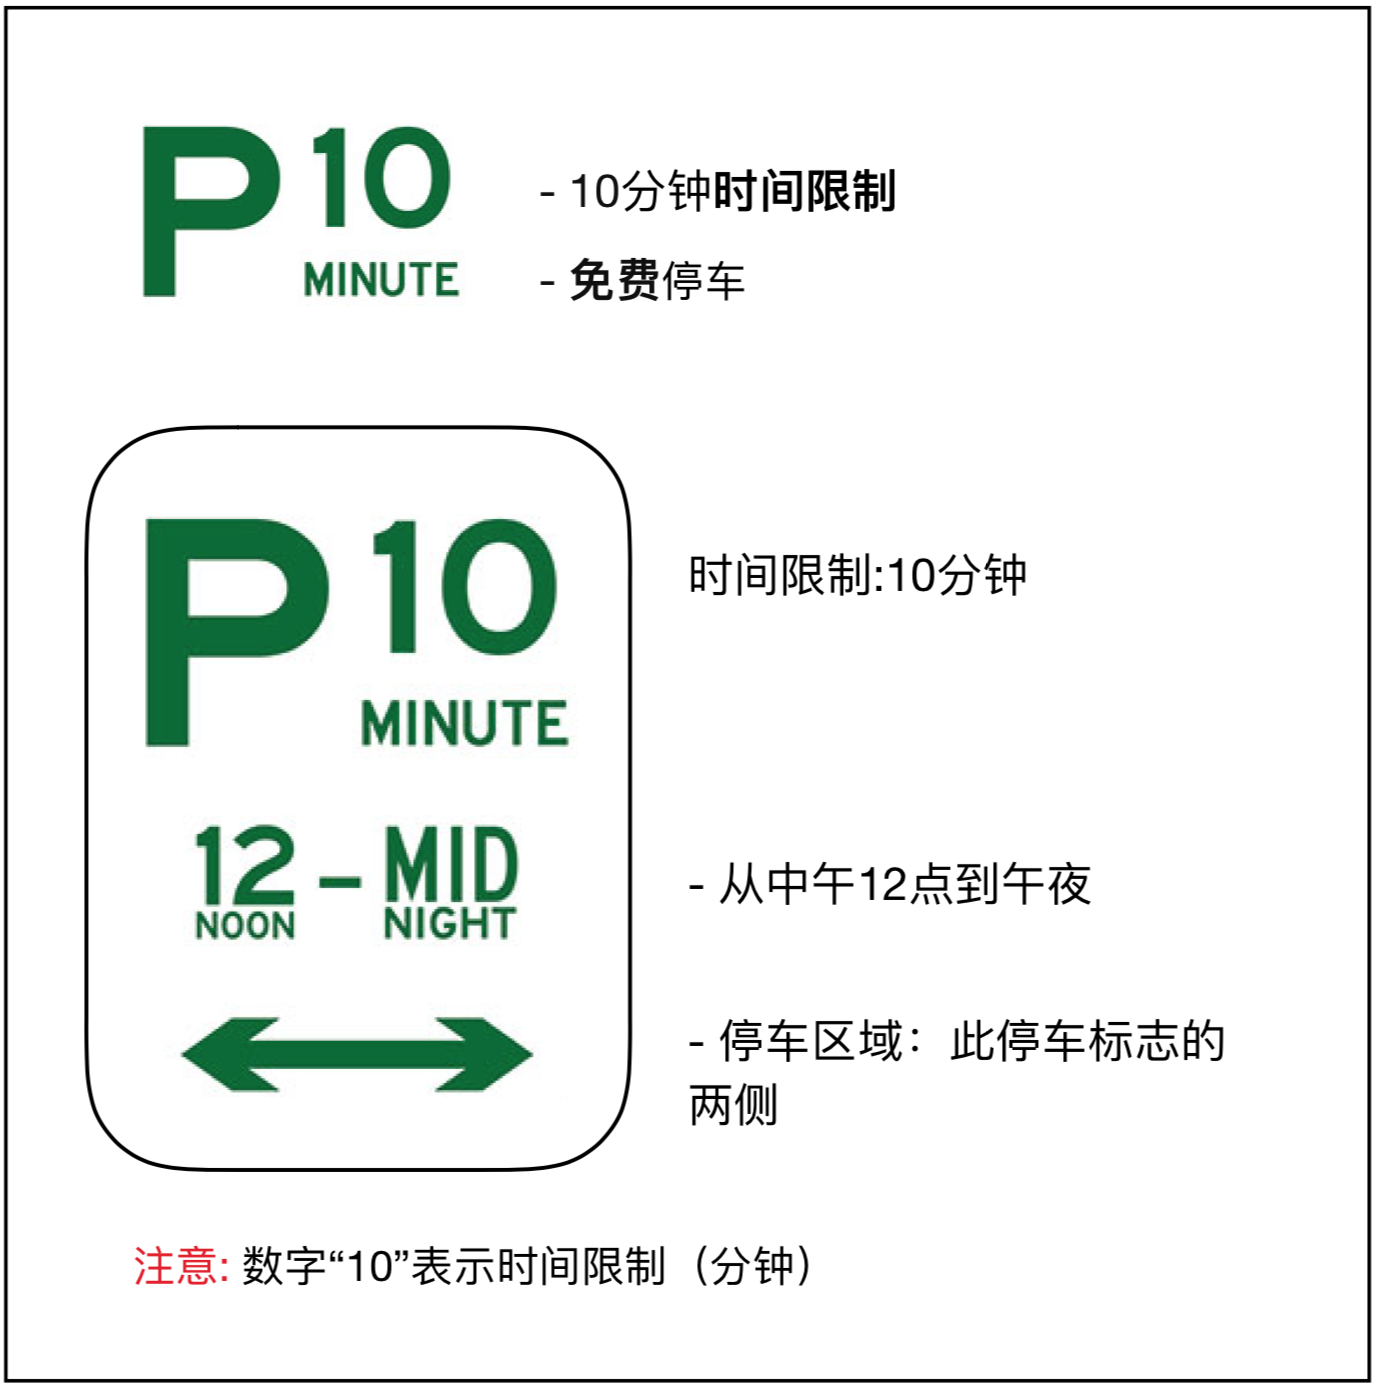 P 10
MINUTE
- 10分钟时间限制
- 免费停车
P 10
MINUTE
时间限制:10分钟
12 – MID
NOON NIGHT
- 从中午12点到午夜
- 停车区域：此停车标志的
两侧
注意: 数字“10”表示时间限制（分钟）